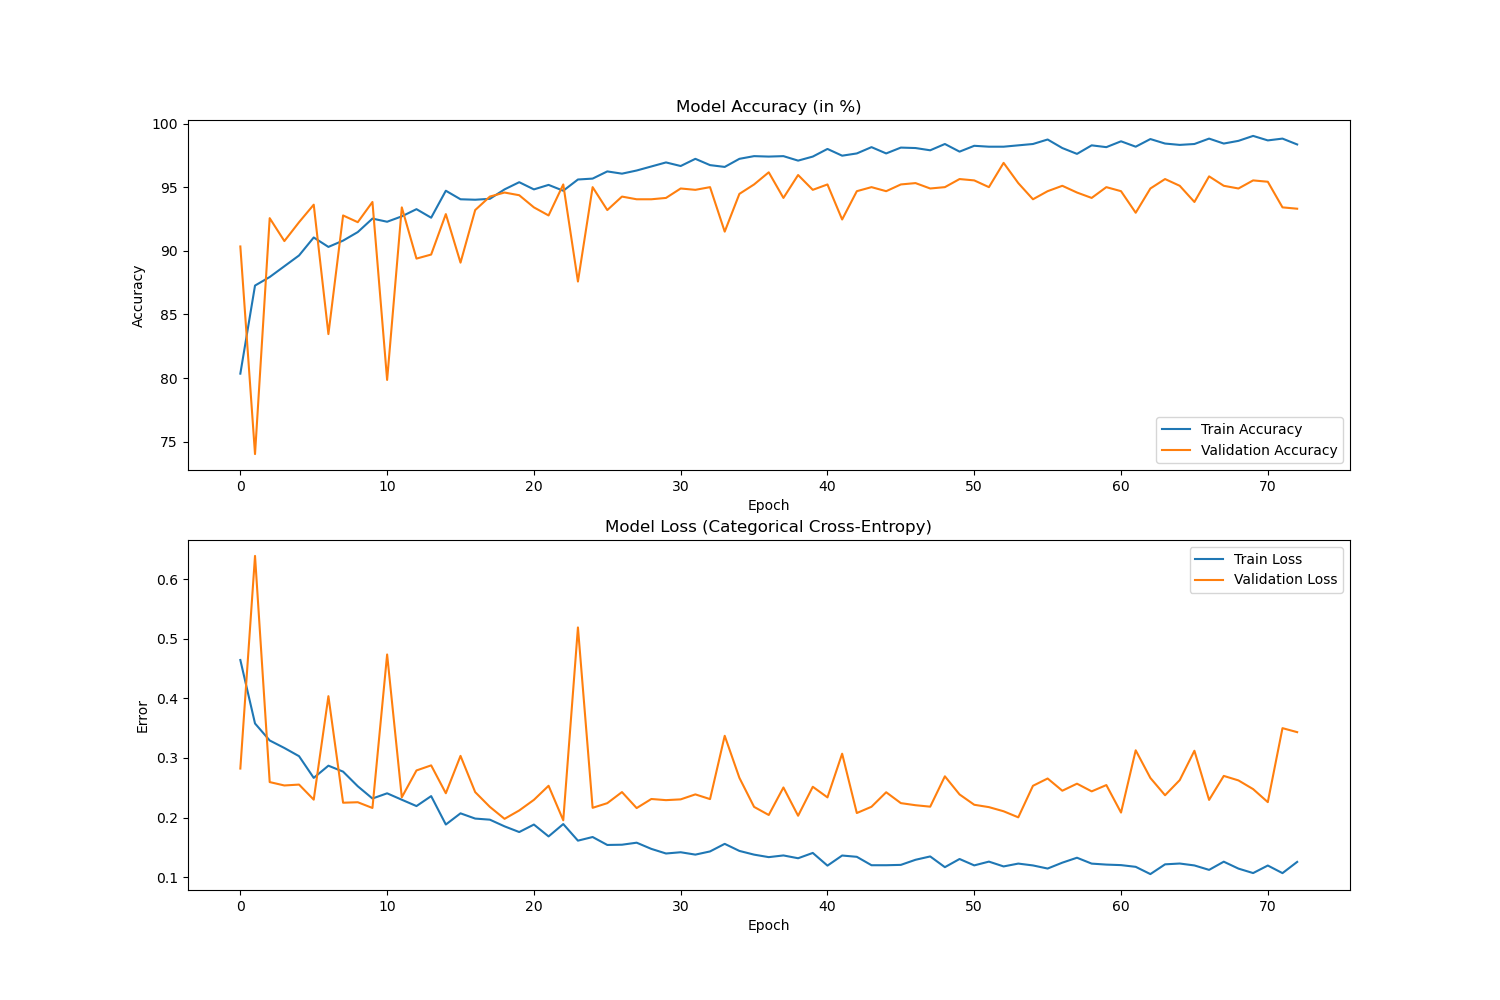 Model Accuracy (in %)
100
95
90
85
80
75
Accuracy
0 10 20 30 40 50 60 70
Epoch
Train Accuracy
Validation Accuracy
Model Loss (Categorical Cross-Entropy)
0.6
0.5
0.4
0.3
0.2
0.1
Error
0 10 20 30 40 50 60 70
Epoch
Train Loss
Validation Loss